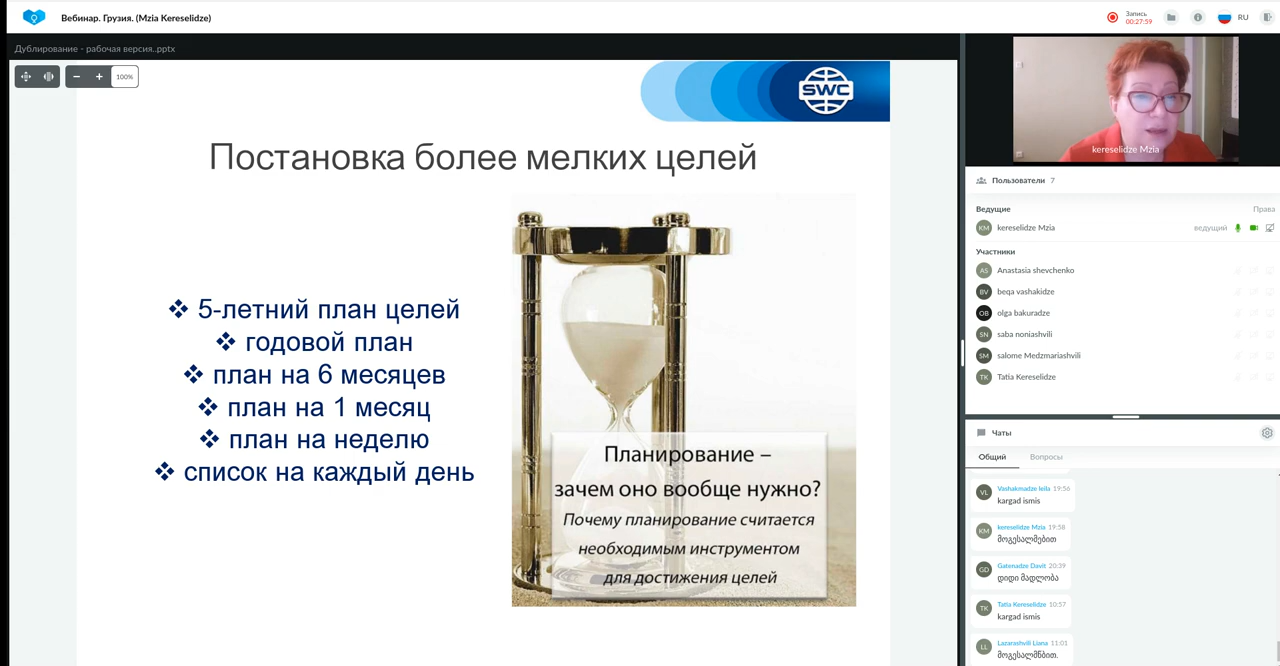 Вебинар. Грузия. (Mzia Kereselidze)
Запись
00:27:59
RU
Дублирование - рабочая версия..pptx
100%
SWC
Постановка более мелких целей
❖ 5-летний план целей
❖ годовой план
❖ план на 6 месяцев
❖ план на 1 месяц
❖ план на неделю
❖ список на каждый день
Планирование –
зачем оно вообще нужно?
Почему планирование считается
необходимым инструментом
для достижения целей
kereselidze Mzia
Пользователи 7
Ведущие Права
KM kereselidze Mzia ведущий
Участники
AS Anastasia shevchenko
BV beqa vashakidze
OB olga bakuradze
SN saba noniashvili
SM salome Medzmariashvili
TK Tatia Kereselidze
Чаты
Общий Вопросы
VL Vashakmadze leila 19:56
kargad ismis
KM kereselidze Mzia 19:58
მოგესალმებით
GD Gatenadze Davit 20:39
დიდი მადლობა
TK Tatia Kereselidze 10:57
kargad ismis
LL Lazarashvili Liana 11:01
მოგესალმწბით.